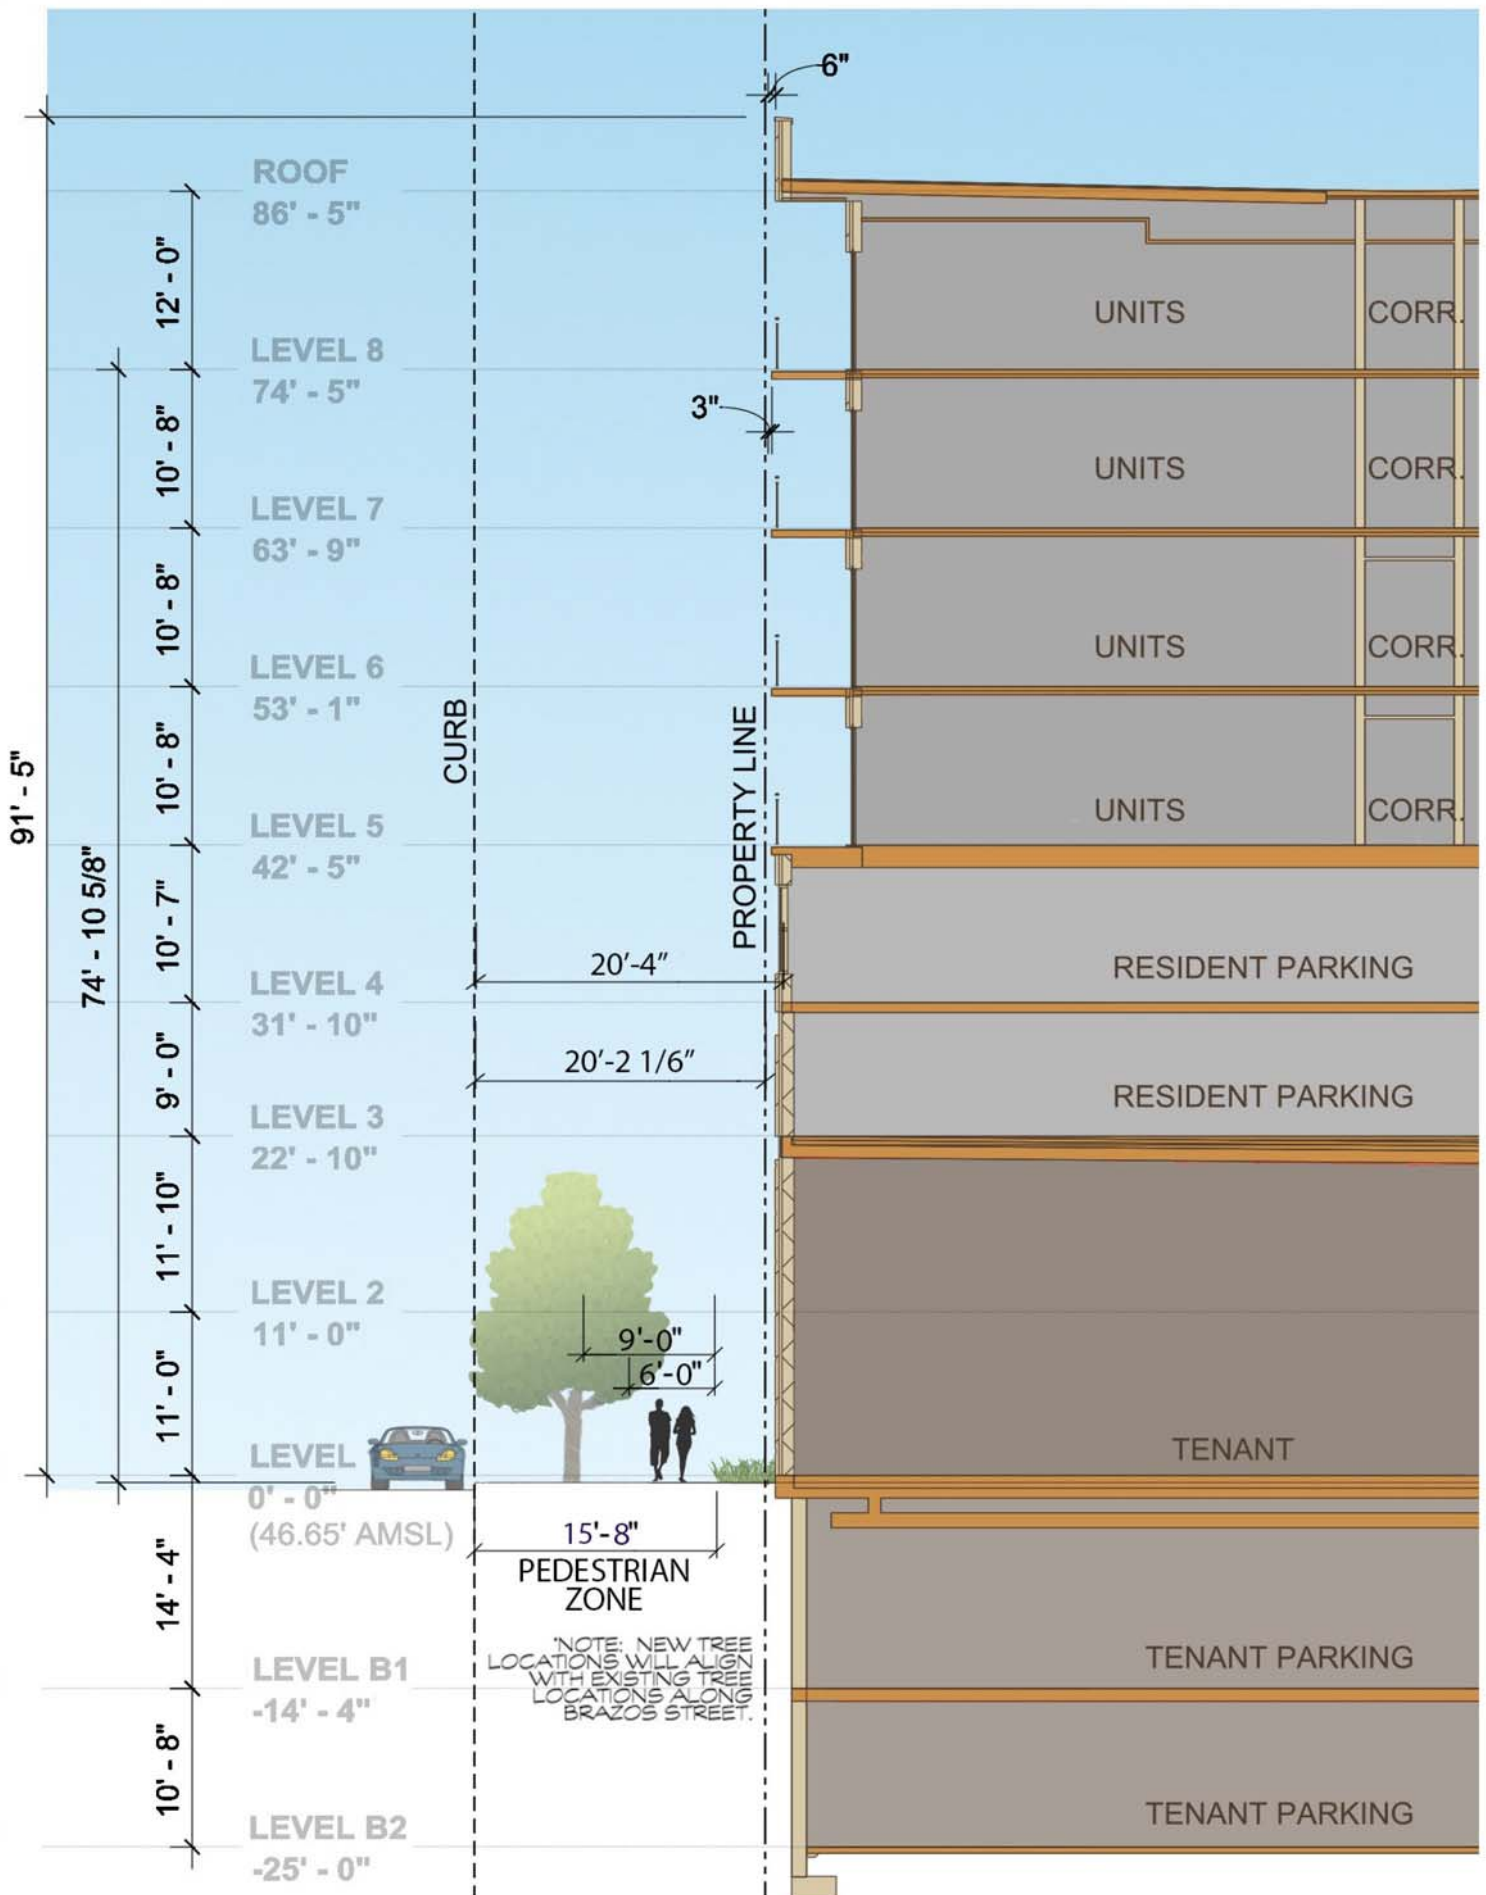 6"
ROOF
86' - 5"
12' - 0"
UNITS
CORR.
LEVEL 8
74' - 5"
3"
10' - 8"
UNITS
CORR.
LEVEL 7
63' - 9"
10' - 8"
UNITS
CORR.
LEVEL 6
53' - 1"
CURB
PROPERTY LINE
91' - 5"
10' - 8"
UNITS
CORR.
LEVEL 5
42' - 5"
74' - 10 5/8"
10' - 7"
20'-4"
RESIDENT PARKING
LEVEL 4
31' - 10"
9' - 0"
20'-2 1/6"
RESIDENT PARKING
LEVEL 3
22' - 10"
11' - 10"
LEVEL 2
11' - 0"
9'-0"
6'-0"
11' - 0"
TENANT
LEVEL
0' - 0"
(46.65' AMSL)
15'-8"
PEDESTRIAN
ZONE
14' - 4"
"NOTE: NEW TREE
LOCATIONS WILL ALIGN
WITH EXISTING TREE
LOCATIONS ALONG
BRAZOS STREET.
TENANT PARKING
LEVEL B1
-14' - 4"
10' - 8"
TENANT PARKING
LEVEL B2
-25' - 0"